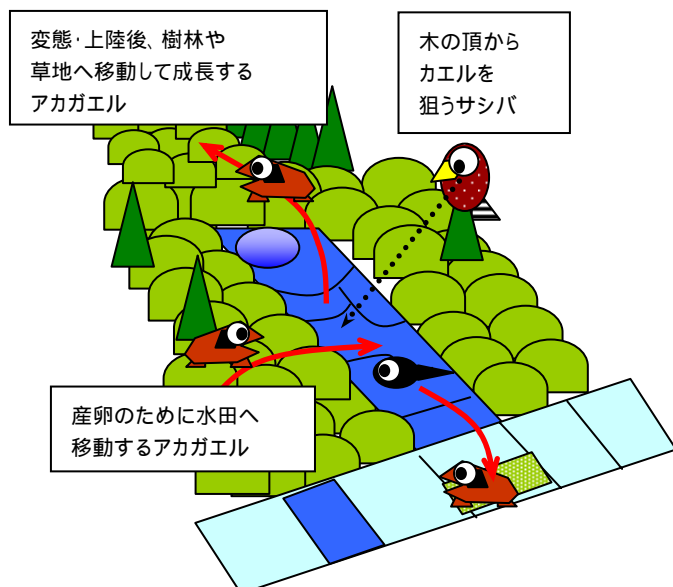 変態・上陸後、樹林や
草地へ移動して成長する
アカガエル
木の頂から
カエルを
狙うサシバ
産卵のために水田へ
移動するアカガエル